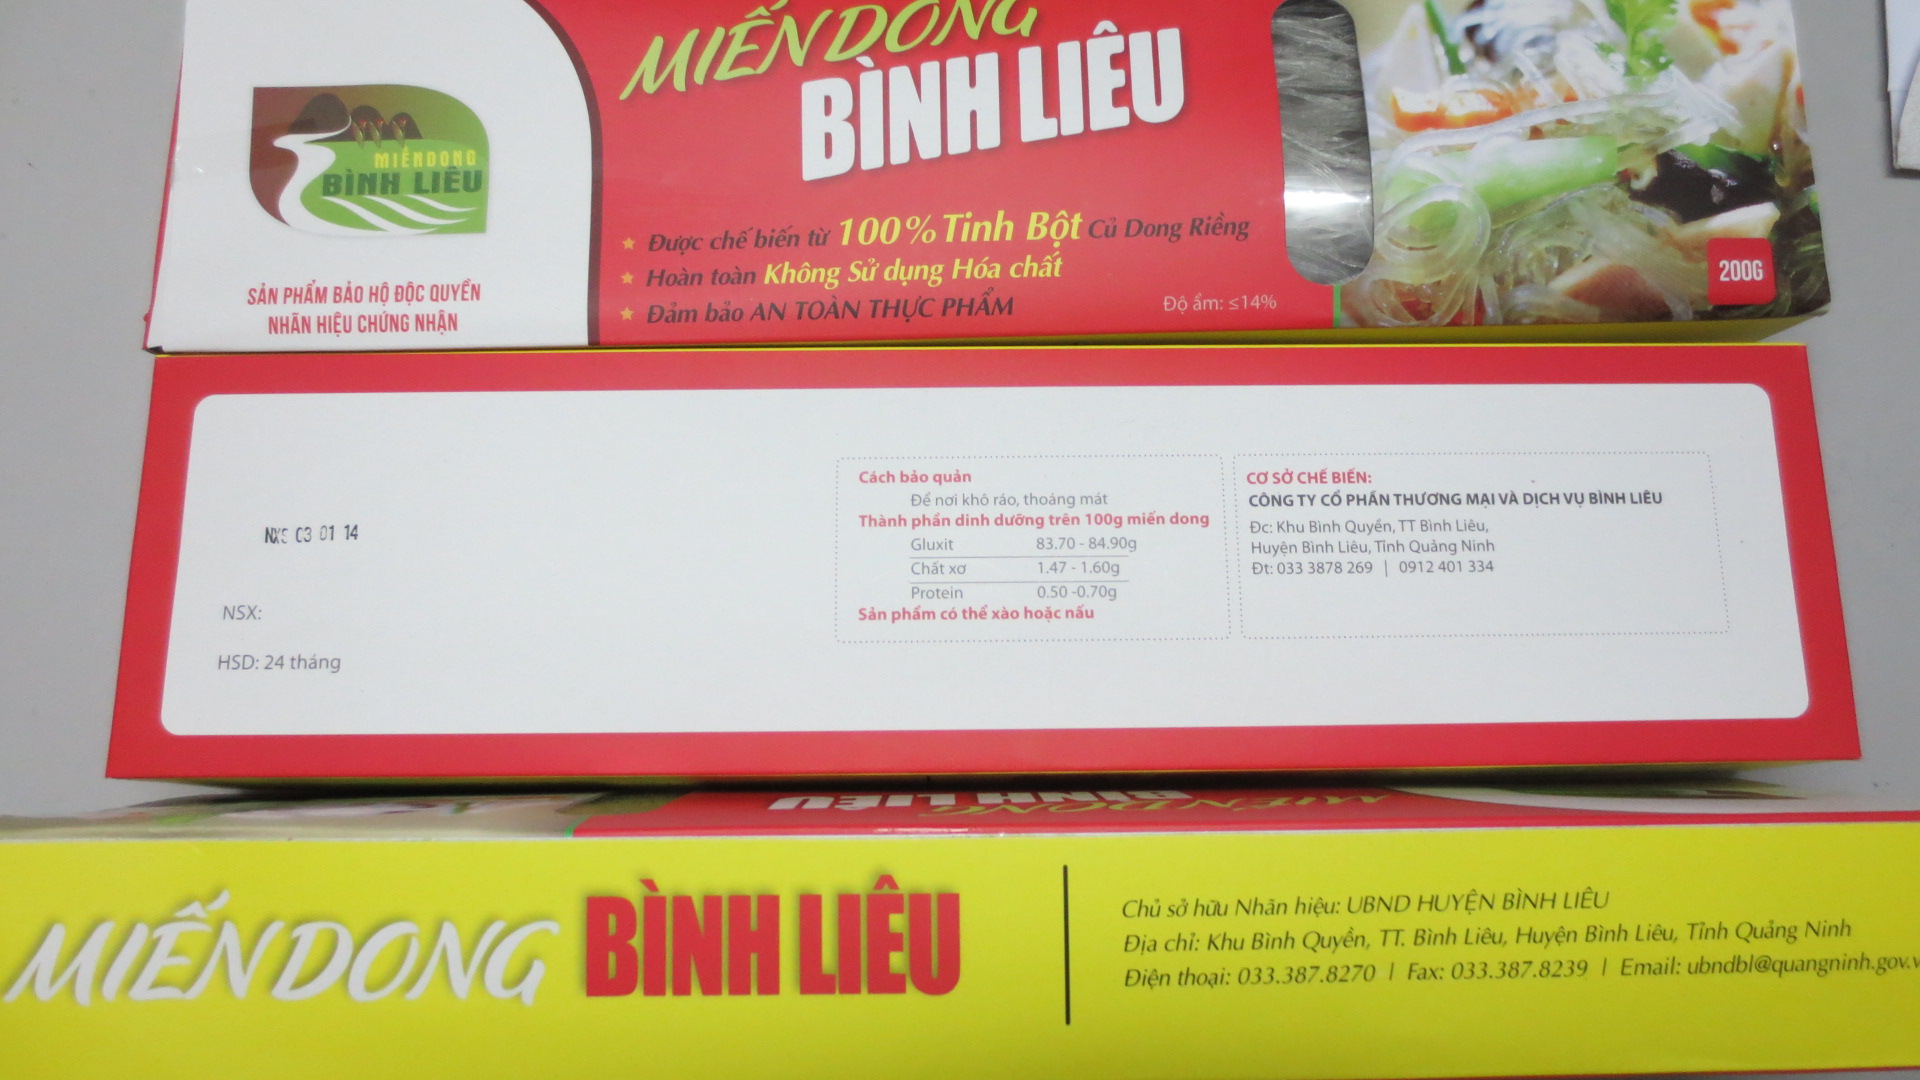 MIẾN DONG
BÌNH LIÊU
MIẾN DONG
BÌNH LIÊU
SẢN PHẨM BẢO HỘ ĐỘC QUYỀN
NHÃN HIỆU CHỨNG NHẬN
Được chế biến từ 100% Tinh Bột Củ Dong Riềng
Hoàn toàn Không Sử dụng Hóa chất
Đảm bảo AN TOÀN THỰC PHẨM
Độ ẩm: ≤14%
200G
NXS 03 01 14
NSX:
HSD: 24 tháng
Cách bảo quản
Để nơi khô ráo, thoáng mát
Thành phần dinh dưỡng trên 100g miến dong
Gluxit 83.70 - 84.90g
Chất xơ 1.47 - 1.60g
Protein 0.50 -0.70g
Sản phẩm có thể xào hoặc nấu
CƠ SỞ CHẾ BIẾN:
CÔNG TY CỔ PHẦN THƯƠNG MẠI VÀ DỊCH VỤ BÌNH LIÊU
Đc: Khu Bình Quyền, TT Bình Liêu,
Huyện Bình Liêu, Tỉnh Quảng Ninh
Đt: 033 3878 269 | 0912 401 334
MIẾN DONG
BÌNH LIÊU
MIẾN DONG BÌNH LIÊU
Chủ sở hữu Nhãn hiệu: UBND HUYỆN BÌNH LIÊU
Địa chỉ: Khu Bình Quyền, TT. Bình Liêu, Huyện Bình Liêu, Tỉnh Quảng Ninh
Điện thoại: 033.387.8270 | Fax: 033.387.8239 | Email: ubndbl@quangninh.gov.v